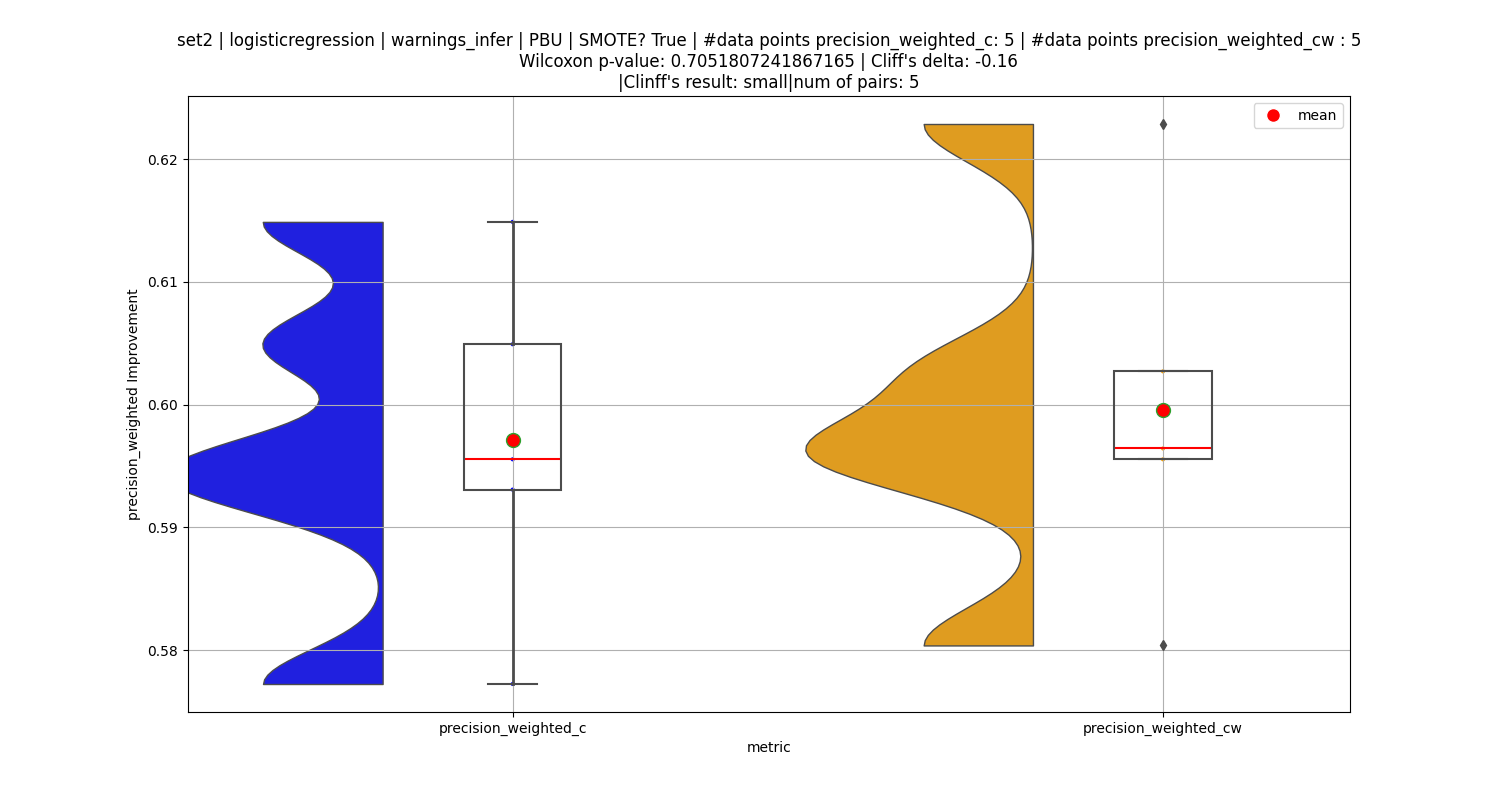 set2 | logisticregression | warnings_infer | PBU | SMOTE? True | #data points precision_weighted_c: 5 | #data points precision_weighted_cw : 5
Wilcoxon p-value: 0.7051807241867165 | Cliff's delta: -0.16
|Clinff's result: small|num of pairs: 5
mean
precision_weighted Improvement
0.62
0.61
0.60
0.59
0.58
precision_weighted_c
precision_weighted_cw
metric